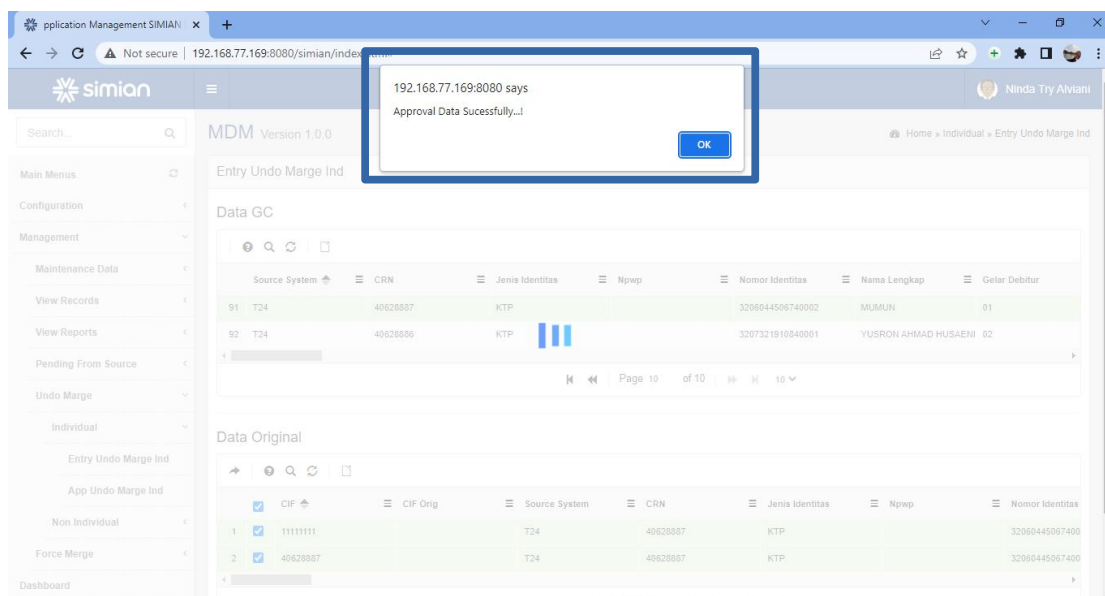 pplication Management SIMIAN
Not secure | 192.168.77.169:8080/simian/index
simian
Ninda Try Alviani
192.168.77.169:8080 says
Approval Data Sucessfully...!
OK
Search...
MDM Version 1.0.0
Home » Individual » Entry Undo Marge Ind
Main Menus
Configuration
Management
Maintenance Data
View Records
View Reports
Pending From Source
Undo Marge
Individual
Entry Undo Marge Ind
App Undo Marge Ind
Non Individual
Force Merge
Dashboard
Entry Undo Marge Ind
Data GC
Source System CRN Jenis Identitas Npwp Nomor Identitas Nama Lengkap Gelar Debitur
91 T24 40628887 KTP 3206044506740002 MUMUN 01
92 T24 40628886 KTP 3207321910840001 YUSRON AHMAD HUSAENI 02
Page 10 of 10 10
Data Original
CIF CIF Orig Source System CRN Jenis Identitas Npwp Nomor Identitas
1 11111111 T24 40628887 KTP 32060445067400
2 40628887 T24 40628887 KTP 32060445067400